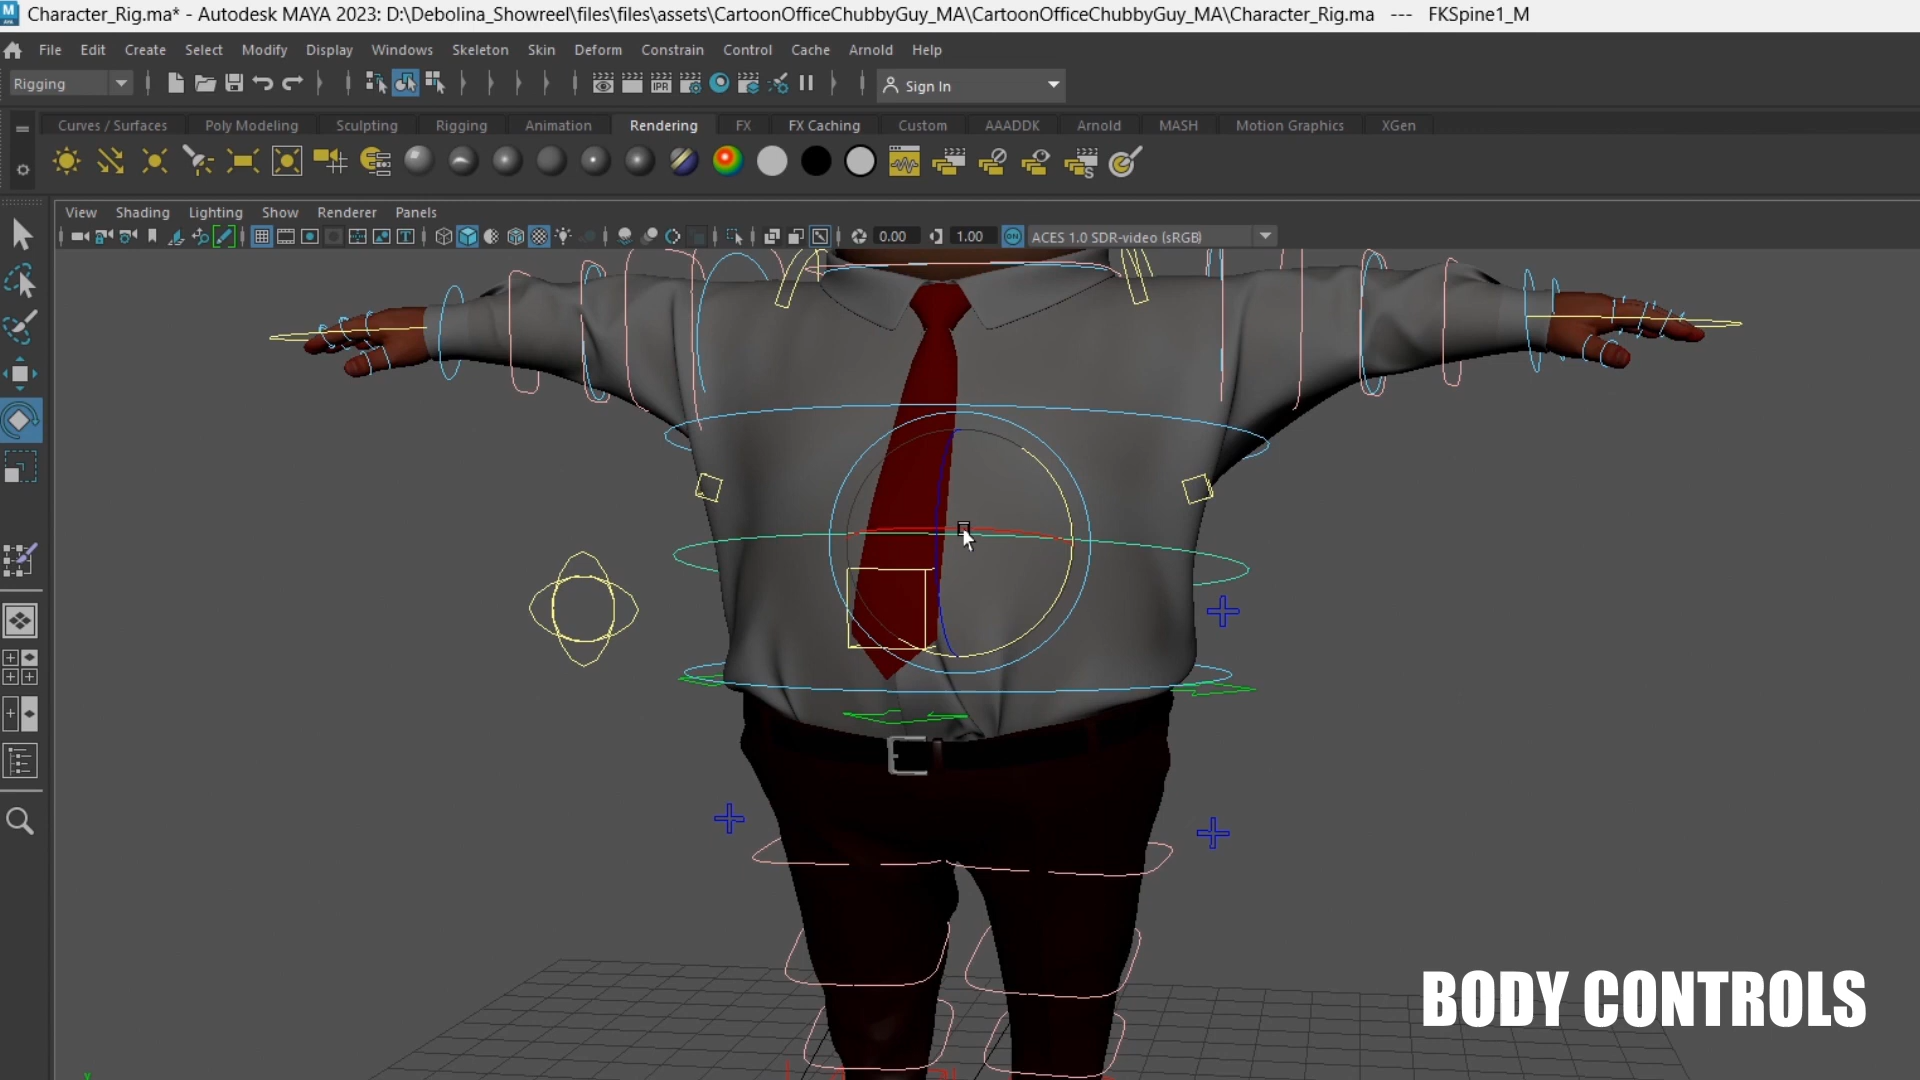 Character_Rig.ma* - Autodesk MAYA 2023: D:\Debolina_Showreel\files\files\assets\CartoonOfficeChubbyGuy_MA\CartoonOfficeChubbyGuy_MA\Character_Rig.ma --- FKSpine1_M
File Edit Create Select Modify Display Windows Skeleton Skin Deform Constrain Control Cache Arnold Help
Rigging IPR Sign In
Curves / Surfaces Poly Modeling Sculpting Rigging Animation Rendering FX FX Caching Custom AAADDK Arnold MASH Motion Graphics XGen
View Shading Lighting Show Renderer Panels
0.00 1.00 ON ACES 1.0 SDR-video (sRGB)
BODY CONTROLS
y